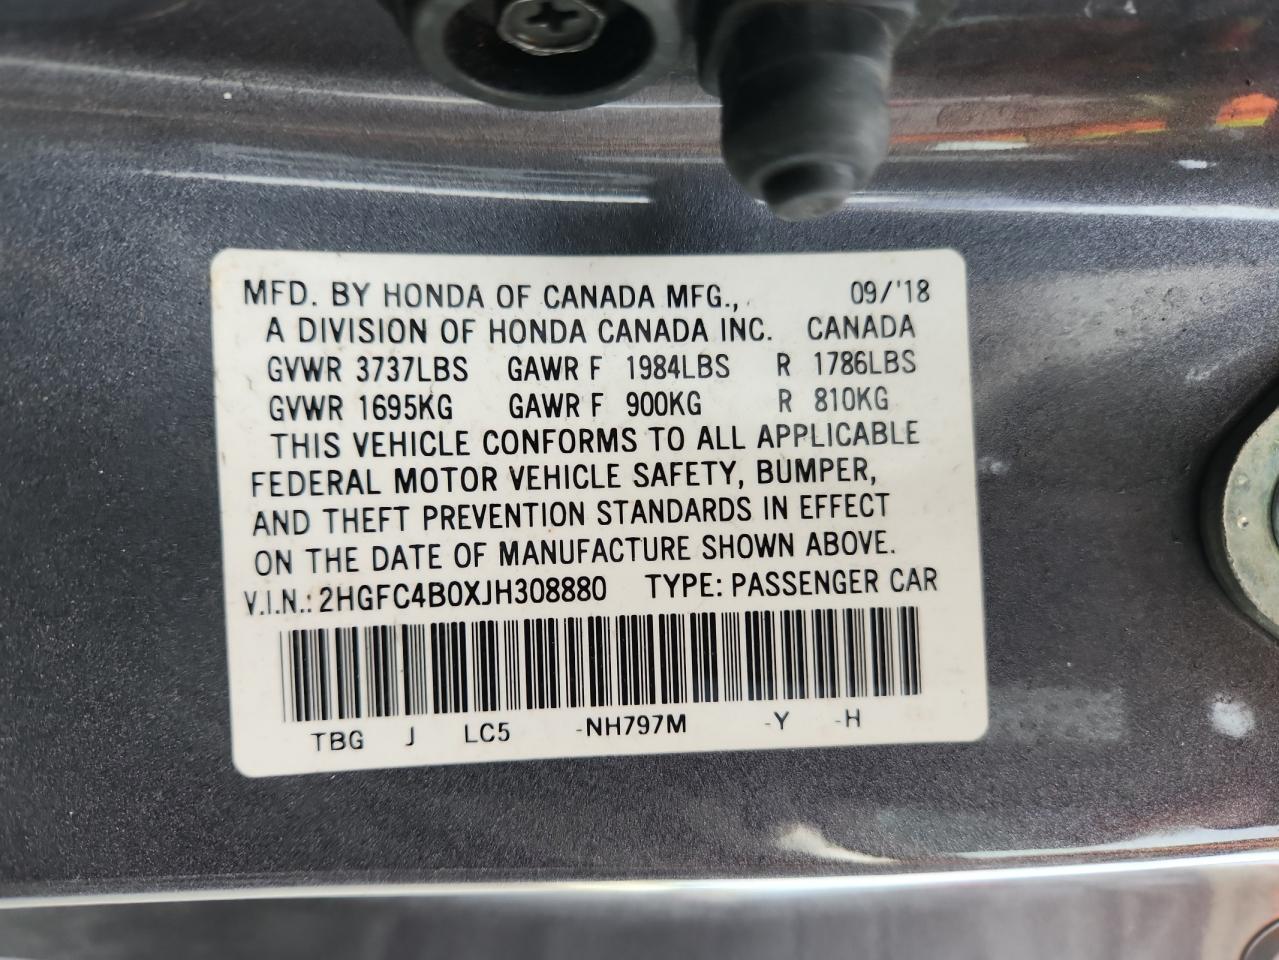 MFD. BY HONDA OF CANADA MFG., 09/'18
A DIVISION OF HONDA CANADA INC. CANADA
GVWR 3737LBS GAWR F 1984LBS R 1786LBS
GVWR 1695KG GAWR F 900KG R 810KG
THIS VEHICLE CONFORMS TO ALL APPLICABLE
FEDERAL MOTOR VEHICLE SAFETY, BUMPER,
AND THEFT PREVENTION STANDARDS IN EFFECT
ON THE DATE OF MANUFACTURE SHOWN ABOVE.
V.I.N.: 2HGFC4B0XJH308880 TYPE: PASSENGER CAR
TBG J LC5 -NH797M -Y -H